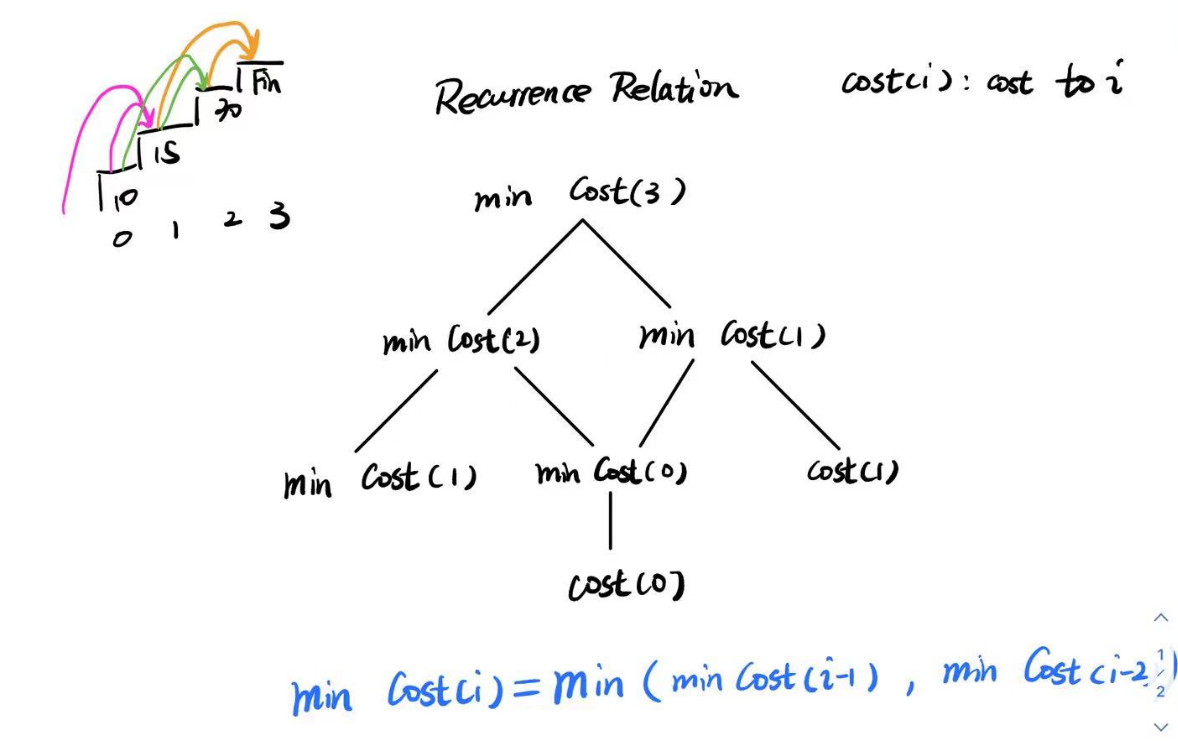 Recurrence Relation cost(i): cost to i
Fin
20
15
10
0 1 2 3
min Cost(3)
min Cost(2) min Cost(1)
min Cost(1) min Cost(0) cost(1)
cost(0)
min Cost(i) = min ( min Cost(i-1) , min Cost(i-2))
1/2